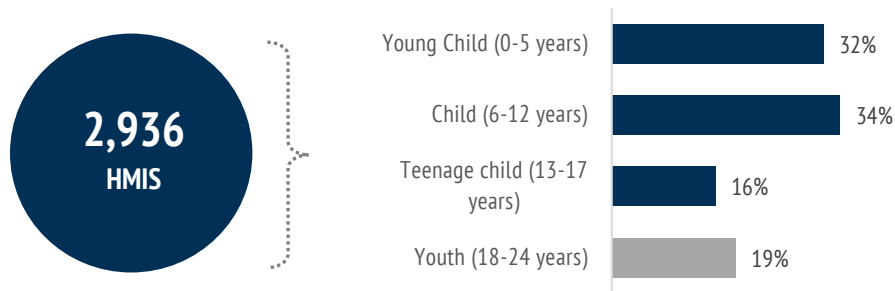 2,936
HMIS
Young Child (0-5 years)
32%
Child (6-12 years)
34%
Teenage child (13-17
years)
16%
Youth (18-24 years)
19%